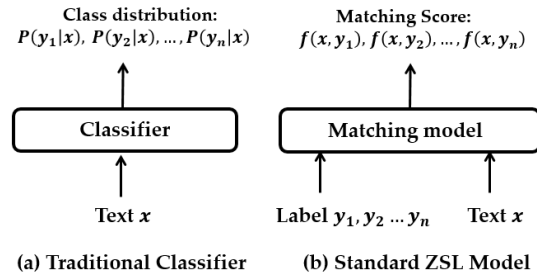 Class distribution:
P(y₁|x), P(y₂|x), ..., P(yₙ|x)
Classifier
Text x
(a) Traditional Classifier
Matching Score:
f(x, y₁), f(x, y₂), ..., f(x, yₙ)
Matching model
Label y₁, y₂ ... yₙ
Text x
(b) Standard ZSL Model